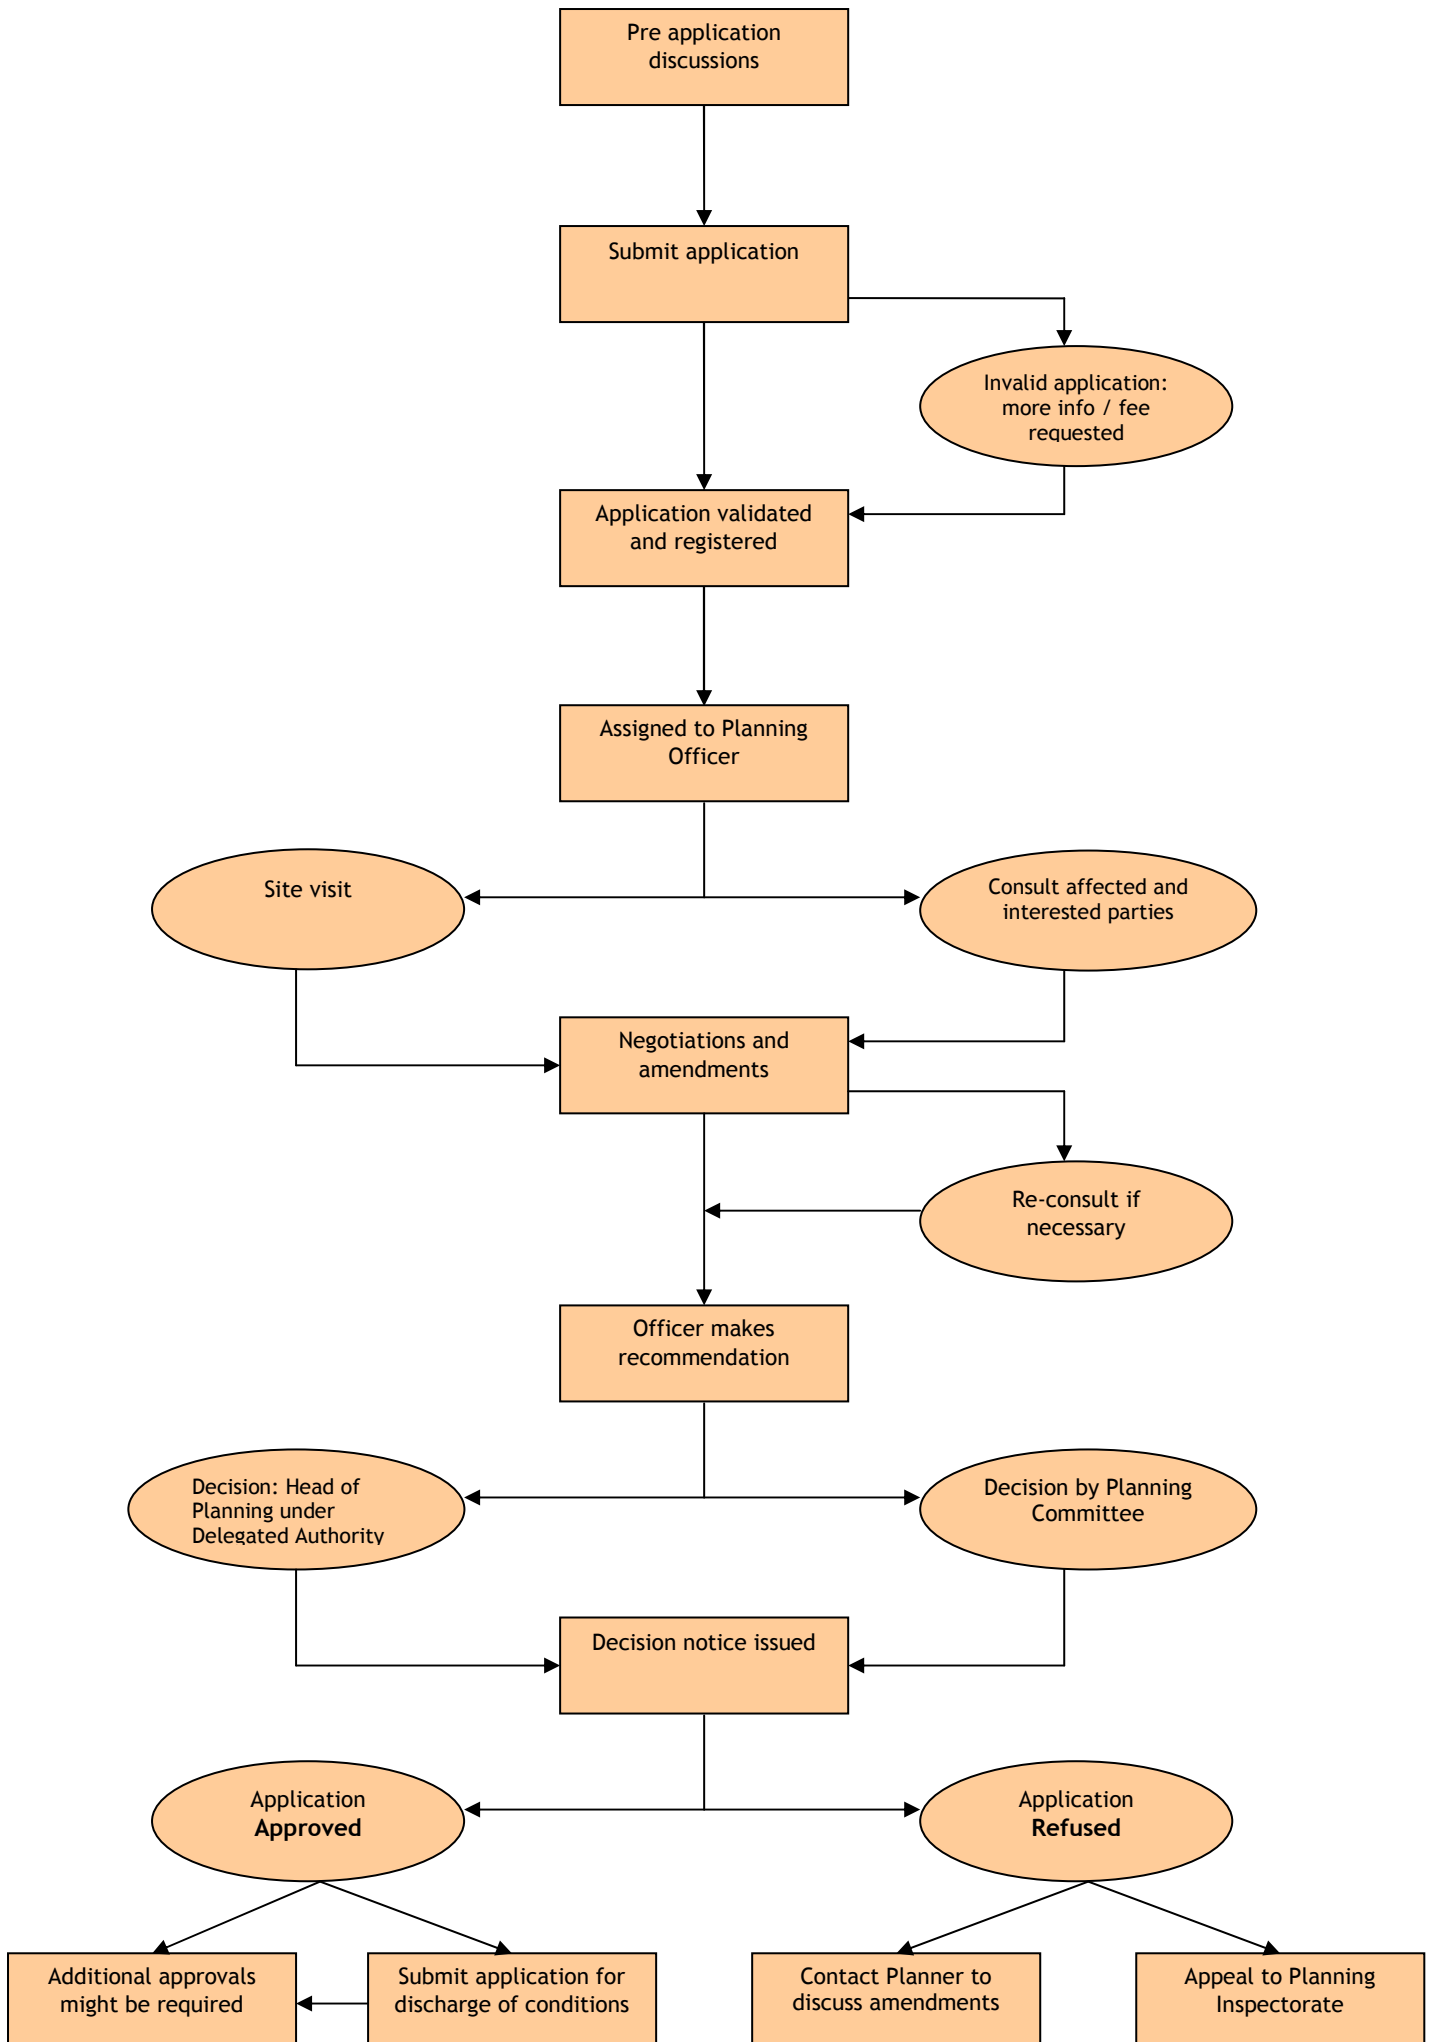 Pre application
discussions
Submit application
Invalid application:
more info / fee
requested
Application validated
and registered
Assigned to Planning
Officer
Site visit
Consult affected and
interested parties
Negotiations and
amendments
Re-consult if
necessary
Officer makes
recommendation
Decision: Head of
Planning under
Delegated Authority
Decision by Planning
Committee
Decision notice issued
Application
Approved
Application
Refused
Additional approvals
might be required
Submit application for
discharge of conditions
Contact Planner to
discuss amendments
Appeal to Planning
Inspectorate